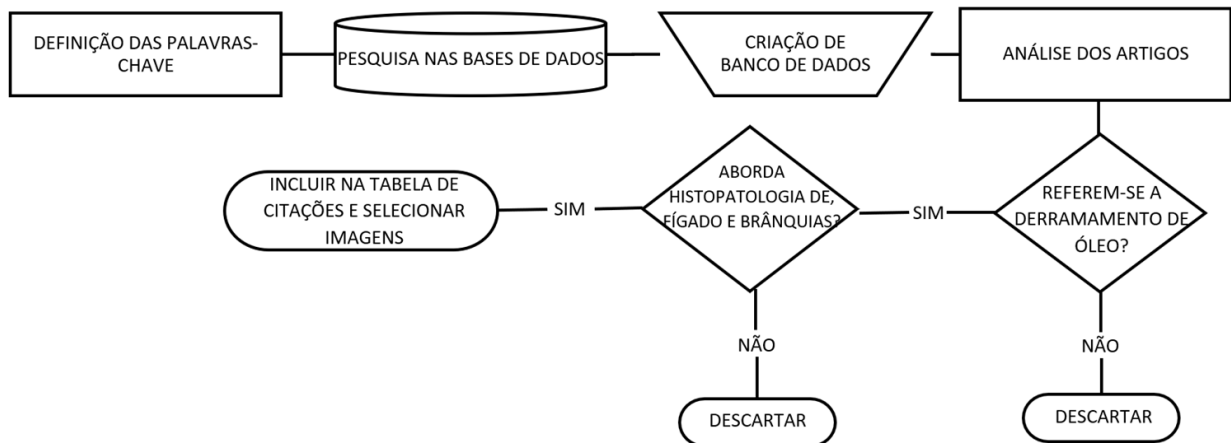 DEFINIÇÃO DAS PALAVRAS-
CHAVE
PESQUISA NAS BASES DE DADOS
CRIAÇÃO DE
BANCO DE DADOS
ANÁLISE DOS ARTIGOS
REFEREM-SE A
DERRAMAMENTO DE
ÓLEO?
SIM
ABORDA
HISTOPATOLOGIA DE,
FÍGADO E BRÂNQUIAS?
SIM
INCLUIR NA TABELA DE
CITAÇÕES E SELECIONAR
IMAGENS
NÃO
DESCARTAR
NÃO
DESCARTAR